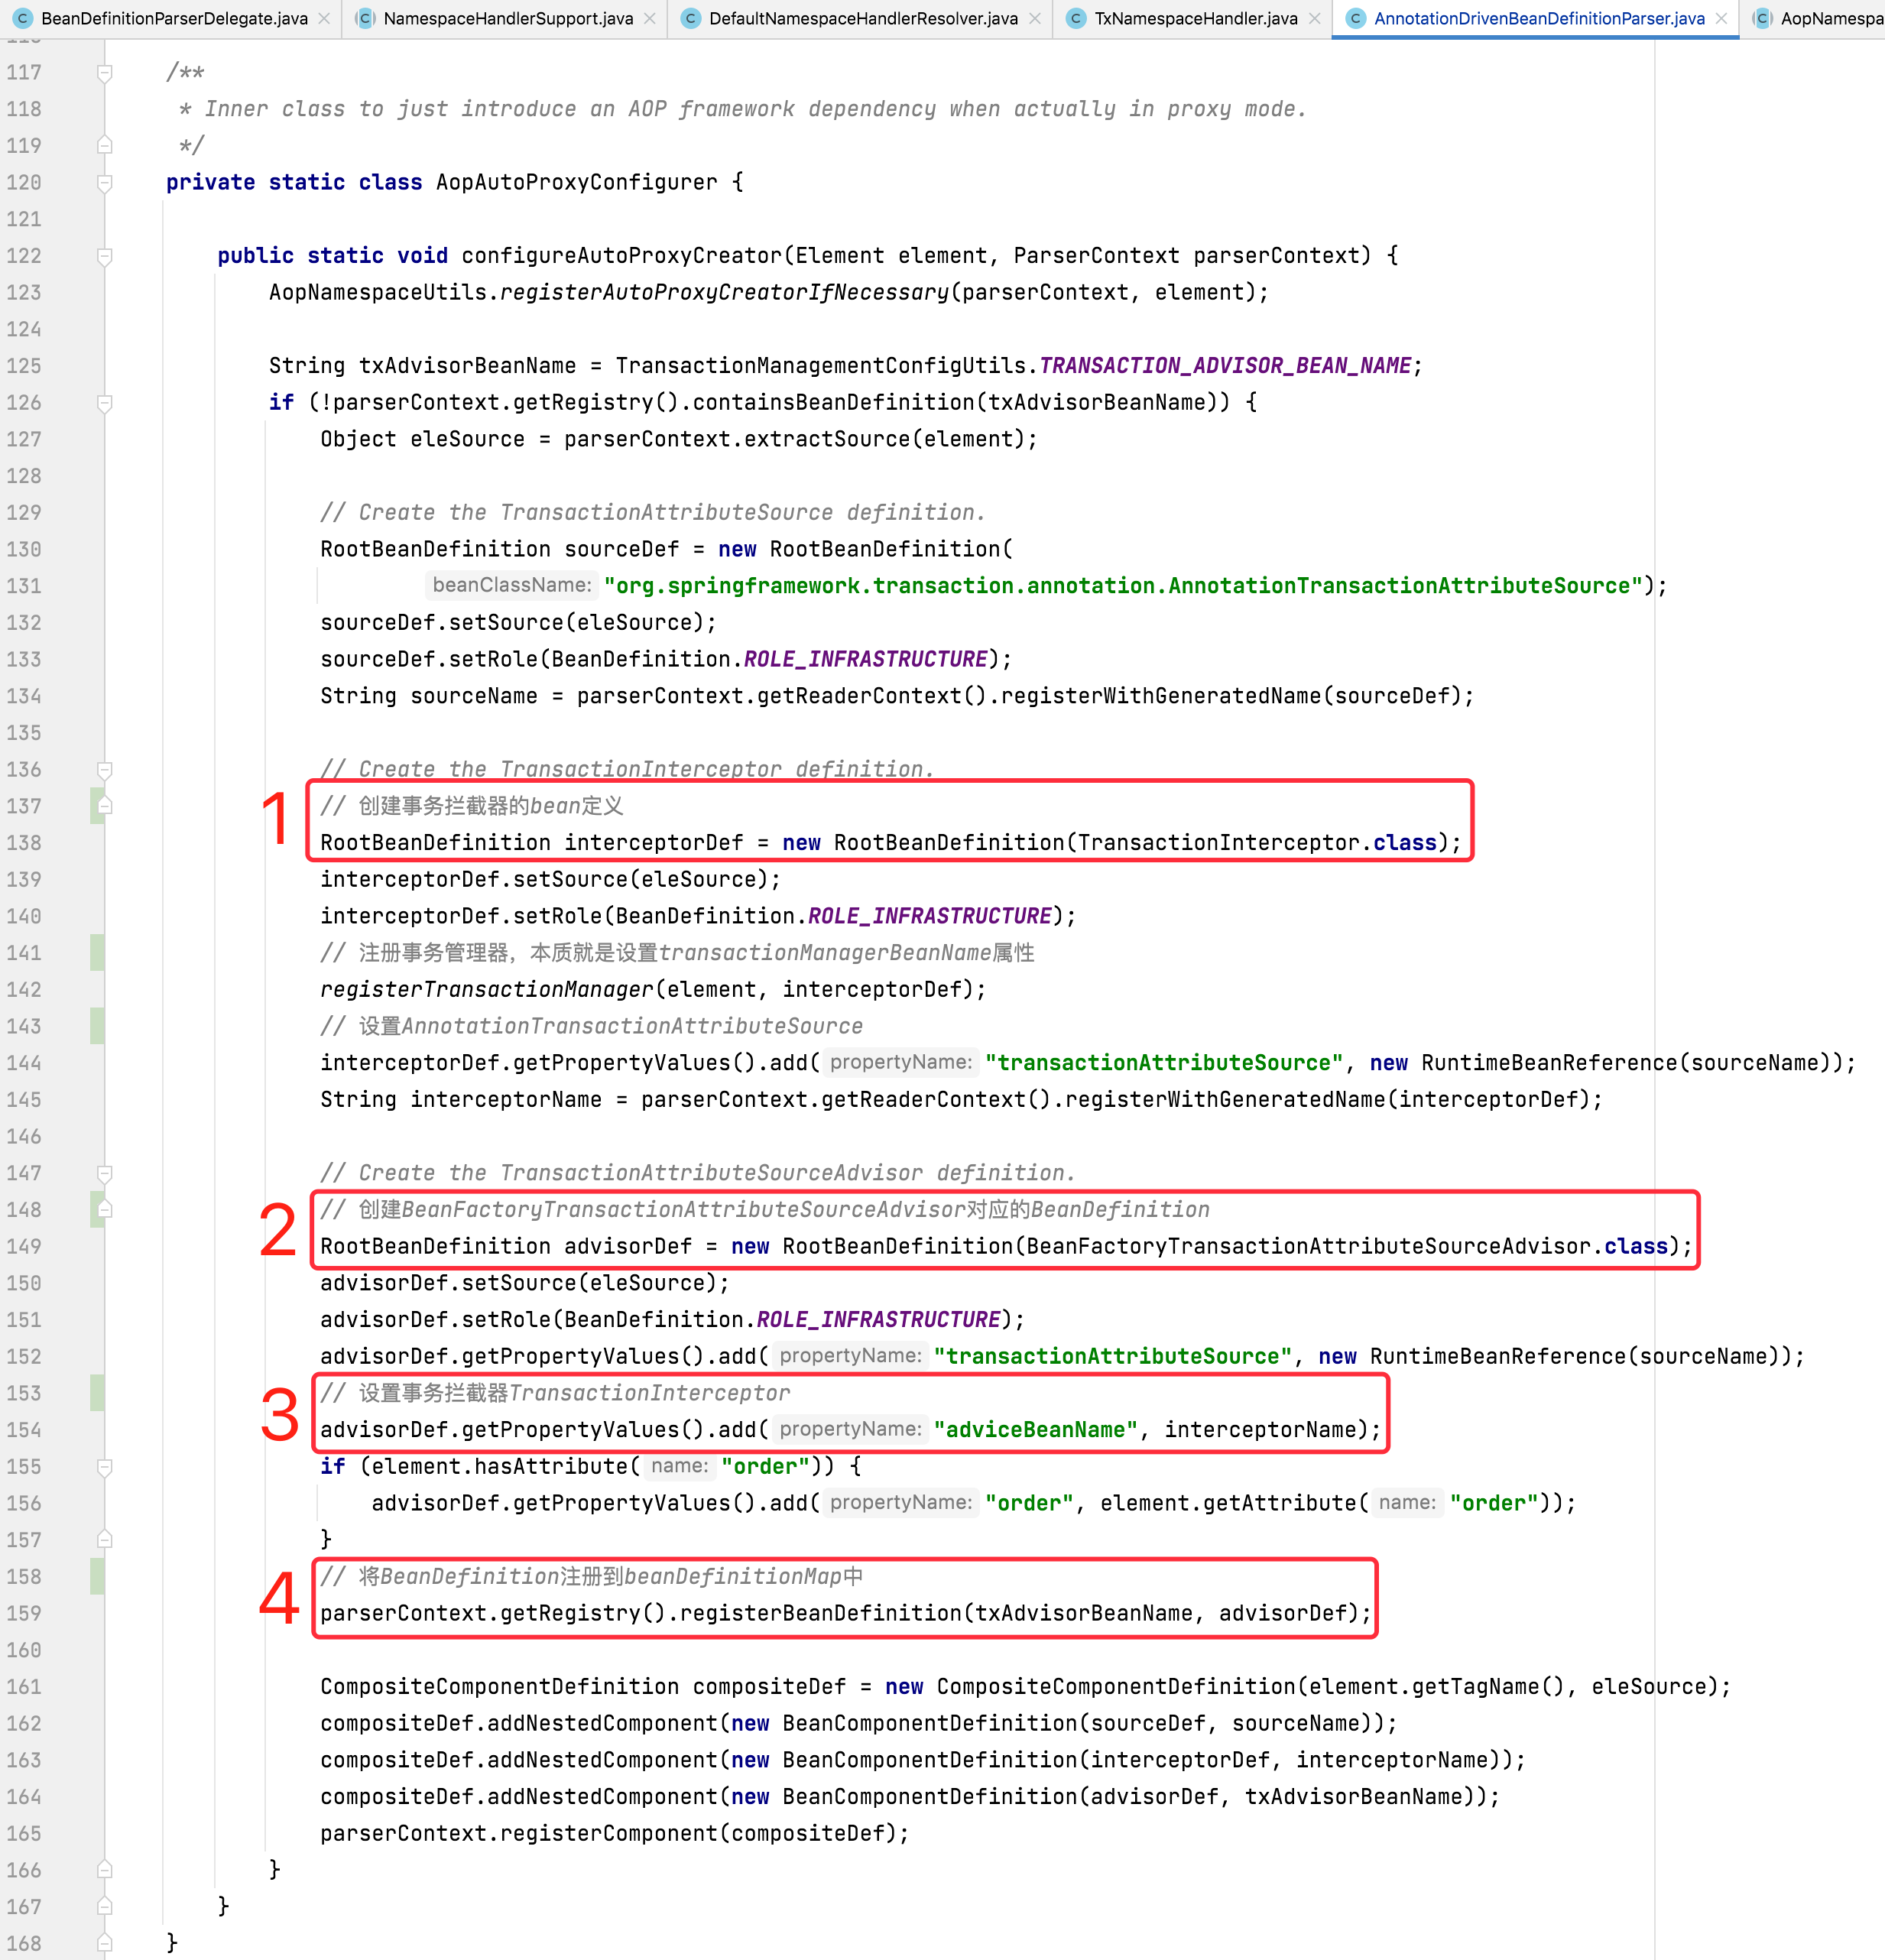 BeanDefinitionParserDelegate.java
NamespaceHandlerSupport.java
DefaultNamespaceHandlerResolver.java
TxNamespaceHandler.java
AnnotationDrivenBeanDefinitionParser.java
AopNamespa
117 /**
118 * Inner class to just introduce an AOP framework dependency when actually in proxy mode.
119 */
120 private static class AopAutoProxyConfigurer {
121
122 public static void configureAutoProxyCreator(Element element, ParserContext parserContext) {
123 AopNamespaceUtils.registerAutoProxyCreatorIfNecessary(parserContext, element);
124
125 String txAdvisorBeanName = TransactionManagementConfigUtils.TRANSACTION_ADVISOR_BEAN_NAME;
126 if (!parserContext.getRegistry().containsBeanDefinition(txAdvisorBeanName)) {
127 Object eleSource = parserContext.extractSource(element);
128
129 // Create the TransactionAttributeSource definition.
130 RootBeanDefinition sourceDef = new RootBeanDefinition(
131 beanClassName: "org.springframework.transaction.annotation.AnnotationTransactionAttributeSource");
132 sourceDef.setSource(eleSource);
133 sourceDef.setRole(BeanDefinition.ROLE_INFRASTRUCTURE);
134 String sourceName = parserContext.getReaderContext().registerWithGeneratedName(sourceDef);
135
136 // Create the TransactionInterceptor definition.
1
137 // 创建事务拦截器的bean定义
138 RootBeanDefinition interceptorDef = new RootBeanDefinition(TransactionInterceptor.class);
139 interceptorDef.setSource(eleSource);
140 interceptorDef.setRole(BeanDefinition.ROLE_INFRASTRUCTURE);
141 // 注册事务管理器，本质就是设置transactionManagerBeanName属性
142 registerTransactionManager(element, interceptorDef);
143 // 设置AnnotationTransactionAttributeSource
144 interceptorDef.getPropertyValues().add( propertyName: "transactionAttributeSource", new RuntimeBeanReference(sourceName));
145 String interceptorName = parserContext.getReaderContext().registerWithGeneratedName(interceptorDef);
146
147 // Create the TransactionAttributeSourceAdvisor definition.
2
148 // 创建BeanFactoryTransactionAttributeSourceAdvisor对应的BeanDefinition
149 RootBeanDefinition advisorDef = new RootBeanDefinition(BeanFactoryTransactionAttributeSourceAdvisor.class);
150 advisorDef.setSource(eleSource);
151 advisorDef.setRole(BeanDefinition.ROLE_INFRASTRUCTURE);
152 advisorDef.getPropertyValues().add( propertyName: "transactionAttributeSource", new RuntimeBeanReference(sourceName));
3
153 // 设置事务拦截器TransactionInterceptor
154 advisorDef.getPropertyValues().add( propertyName: "adviceBeanName", interceptorName);
155 if (element.hasAttribute( name: "order")) {
156 advisorDef.getPropertyValues().add( propertyName: "order", element.getAttribute( name: "order"));
157 }
4
158 // 将BeanDefinition注册到beanDefinitionMap中
159 parserContext.getRegistry().registerBeanDefinition(txAdvisorBeanName, advisorDef);
160
161 CompositeComponentDefinition compositeDef = new CompositeComponentDefinition(element.getTagName(), eleSource);
162 compositeDef.addNestedComponent(new BeanComponentDefinition(sourceDef, sourceName));
163 compositeDef.addNestedComponent(new BeanComponentDefinition(interceptorDef, interceptorName));
164 compositeDef.addNestedComponent(new BeanComponentDefinition(advisorDef, txAdvisorBeanName));
165 parserContext.registerComponent(compositeDef);
166 }
167 }
168 }